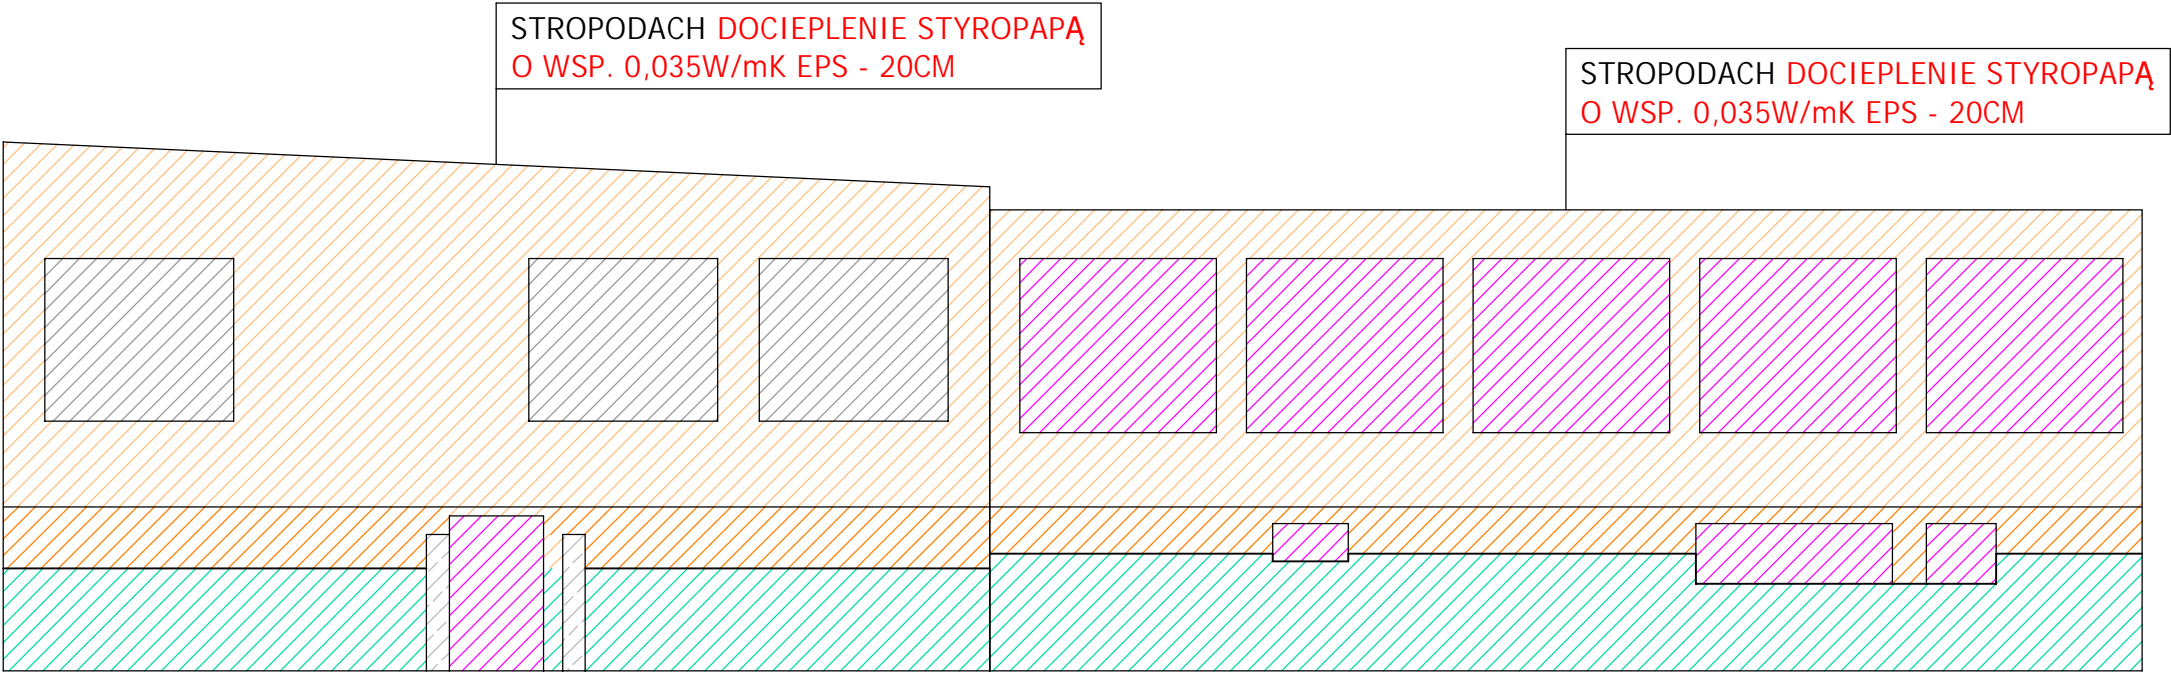 STROPODACH DOCIEPLENIE STYROPAPĄ
O WSP. 0,035W/mK EPS - 20CM
STROPODACH DOCIEPLENIE STYROPAPĄ
O WSP. 0,035W/mK EPS - 20CM